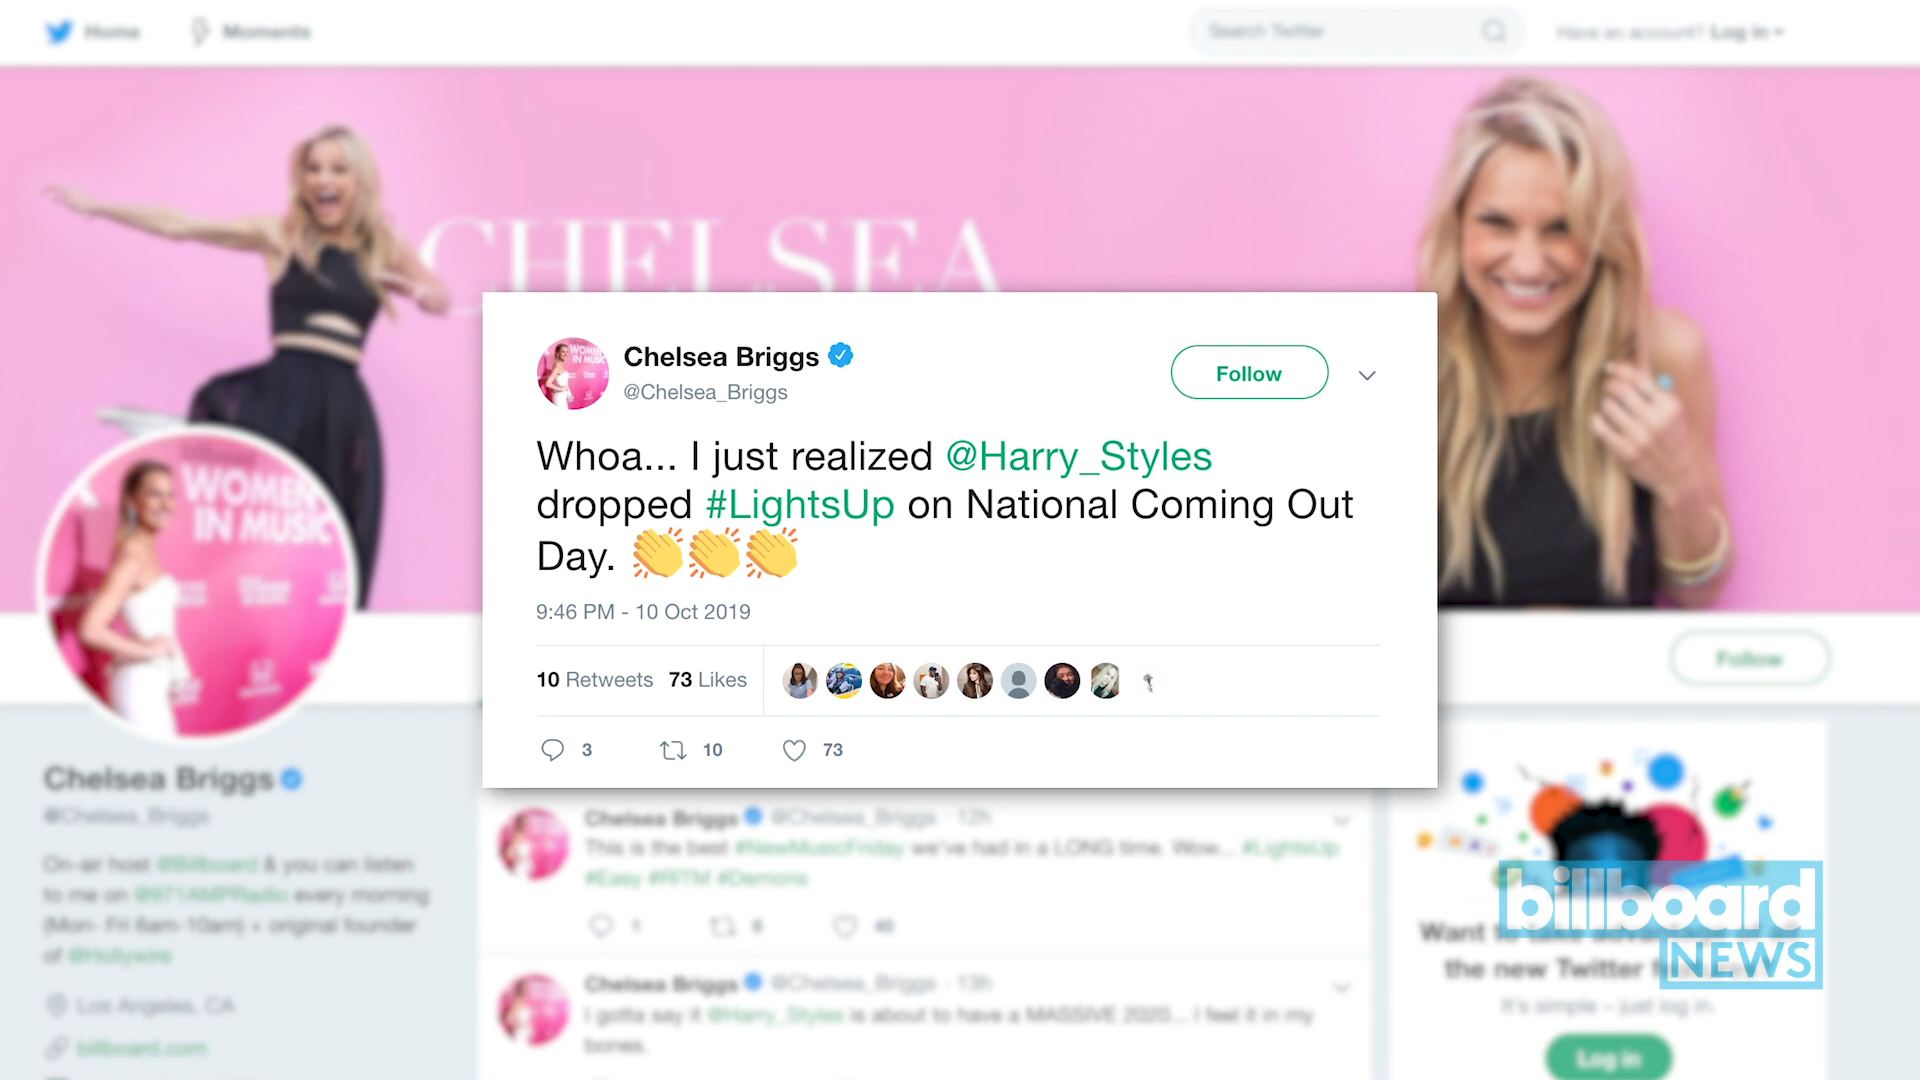 Home
Moments
Search Twitter
Have an account? Log in
CHELSEA
Chelsea Briggs
@Chelsea_Briggs
Follow
WOMEN
IN MUSIC
Whoa... I just realized @Harry_Styles
dropped #LightsUp on National Coming Out
Day. 👏👏👏
9:46 PM - 10 Oct 2019
10 Retweets 73 Likes
3 10 73
WOMEN
IN MUSIC
Follow
Chelsea Briggs
@Chelsea_Briggs
On-air host @Billboard & you can listen
to me on @971AMPRadio every morning
(Mon- Fri 6am-10am) + original founder
of @Hollywire
Los Angeles, CA
billboard.com
Chelsea Briggs @Chelsea_Briggs · 12h
This is the best #NewMusicFriday we've had in a LONG time. Wow... #LightsUp
#Easy #RITM #Demons
1 6 45
Chelsea Briggs @Chelsea_Briggs · 13h
I gotta say it @Harry_Styles is about to have a MASSIVE 2020... I feel it in my
bones.
Want to take advantage of all
the new Twitter
It's simple – just log in.
Log in
billboard
NEWS